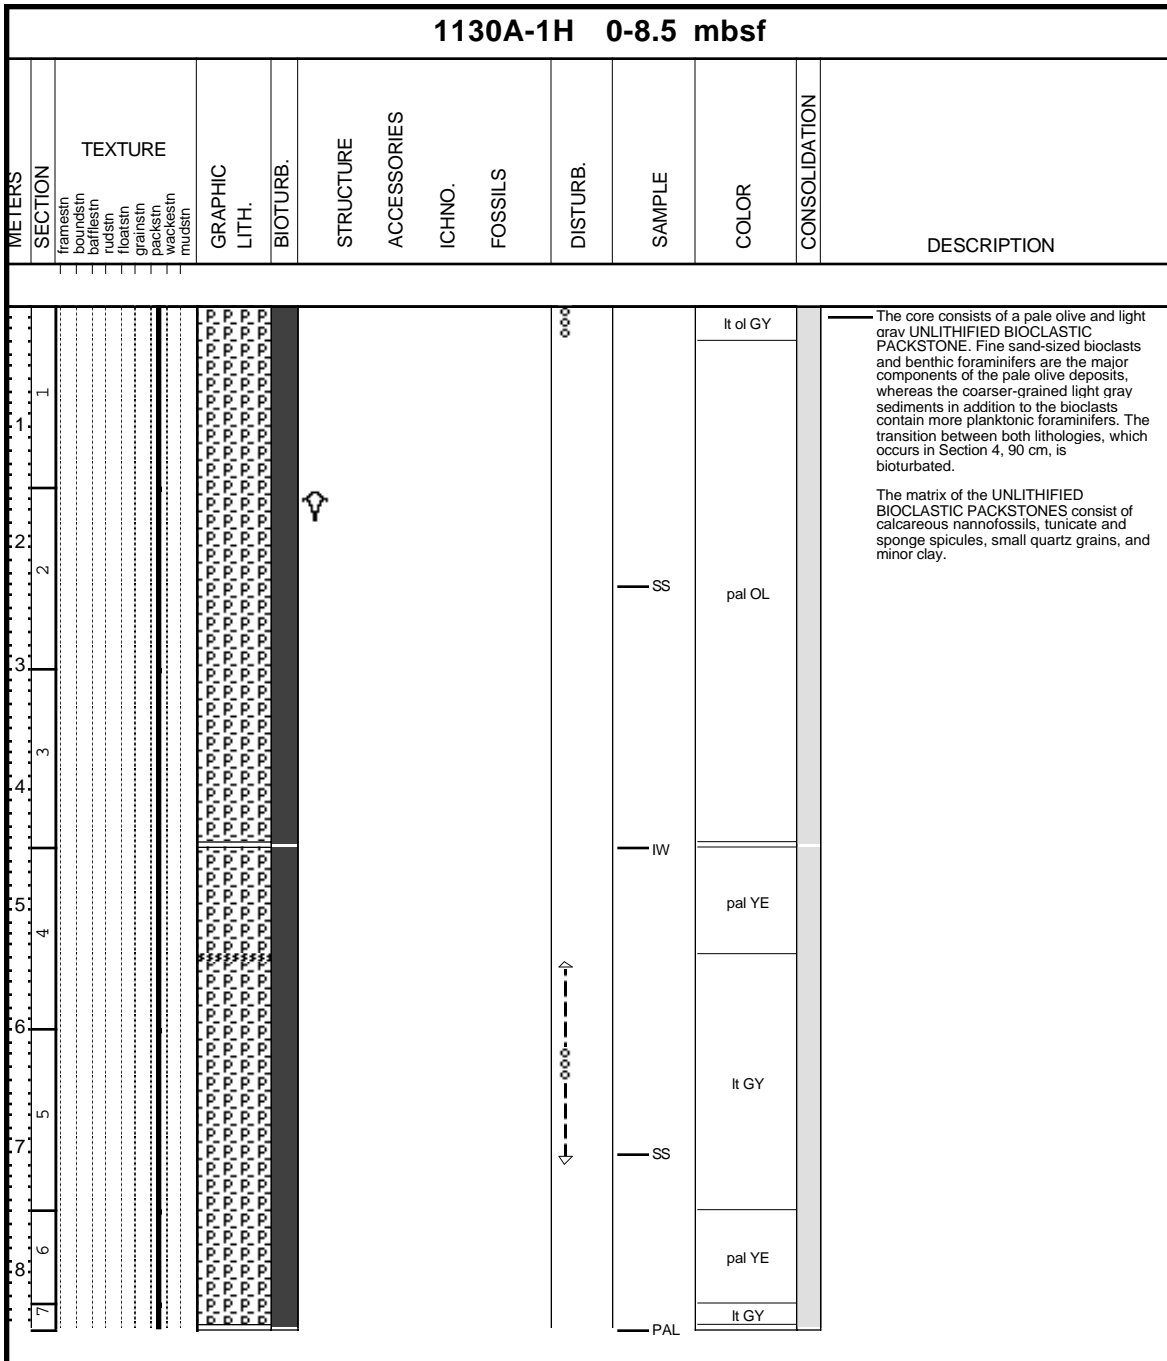 1130A-1H 0-8.5 mbsf
METERS
SECTION
TEXTURE
framestn
boundstn
bafflestn
rudstn
floatstn
grainstn
packstn
wackestn
mudstn
GRAPHIC
LITH.
BIOTURB.
STRUCTURE
ACCESSORIES
ICHNO.
FOSSILS
DISTURB.
SAMPLE
COLOR
CONSOLIDATION
DESCRIPTION
1
2
3
4
5
6
7
8
1
2
3
4
5
6
7
SS
IW
SS
PAL
lt ol GY
pal OL
pal YE
lt GY
pal YE
lt GY
The core consists of a pale olive and light
gray UNLITHIFIED BIOCLASTIC
PACKSTONE. Fine sand-sized bioclasts
and benthic foraminifers are the major
components of the pale olive deposits,
whereas the coarser-grained light gray
sediments in addition to the bioclasts
contain more planktonic foraminifers. The
transition between both lithologies, which
occurs in Section 4, 90 cm, is
bioturbated.
The matrix of the UNLITHIFIED
BIOCLASTIC PACKSTONES consist of
calcareous nannofossils, tunicate and
sponge spicules, small quartz grains, and
minor clay.